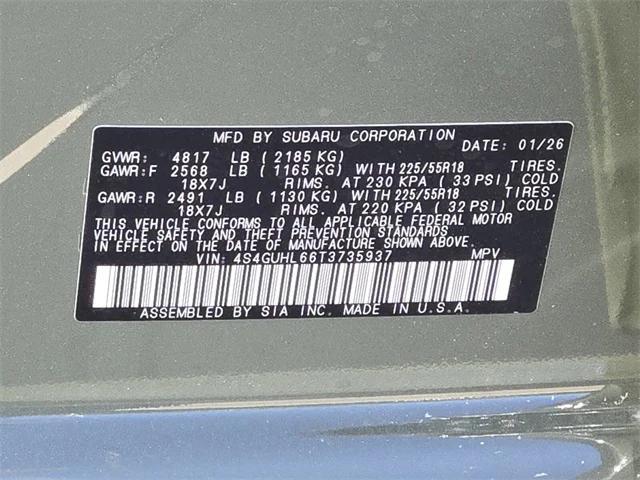 MFD BY SUBARU CORPORATION DATE: 01/26
GVWR: 4817 LB (2185 KG)
GAWR:F 2568 LB (1165 KG) WITH 225/55R18 TIRES.
18X7J RIMS. AT 230 KPA (33 PSI) COLD
GAWR:R 2491 LB (1130 KG) WITH 225/55R18 TIRES.
18X7J RIMS. AT 220 KPA (32 PSI) COLD
THIS VEHICLE CONFORMS TO ALL APPLICABLE FEDERAL MOTOR
VEHICLE SAFETY AND THEFT PREVENTION STANDARDS
IN EFFECT ON THE DATE OF MANUFACTURE SHOWN ABOVE.
VIN: 4S4GUHL66T3735937 MPV
ASSEMBLED BY SIA INC. MADE IN U.S.A.